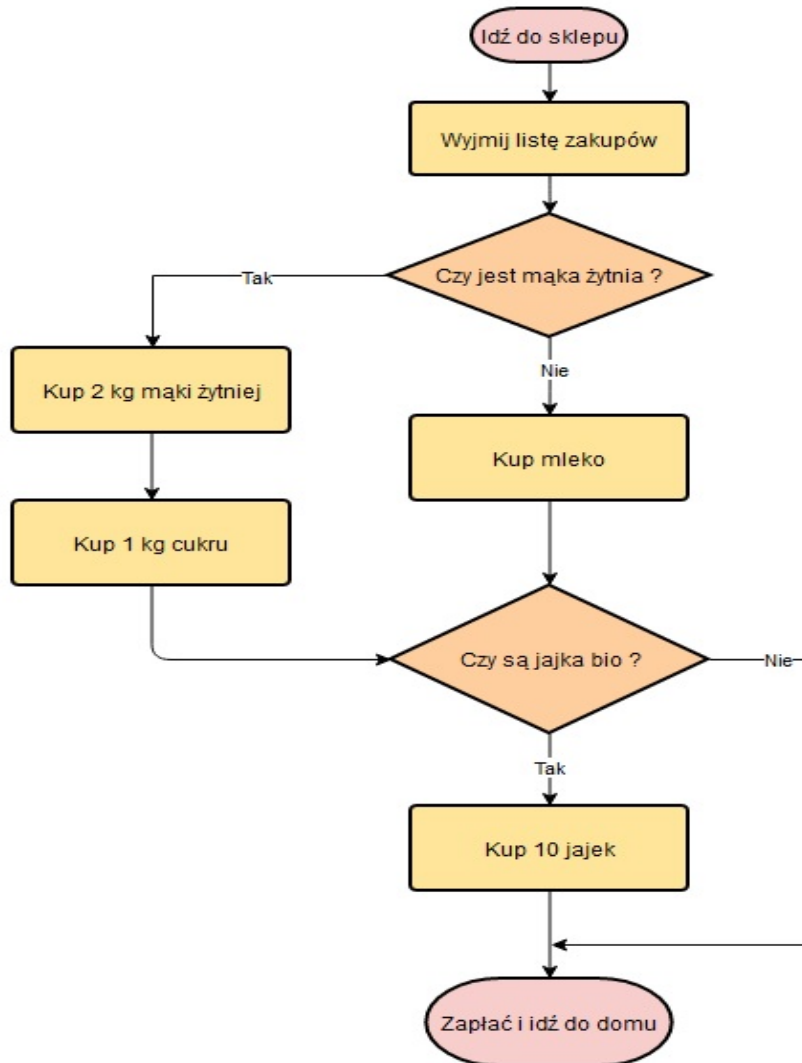 Idź do sklepu
Wyjmij listę zakupów
Czy jest mąka żytnia ?
Tak
Nie
Kup 2 kg mąki żytniej
Kup mleko
Kup 1 kg cukru
Czy są jajka bio ?
Nie
Tak
Kup 10 jajek
Zapłać i idź do domu